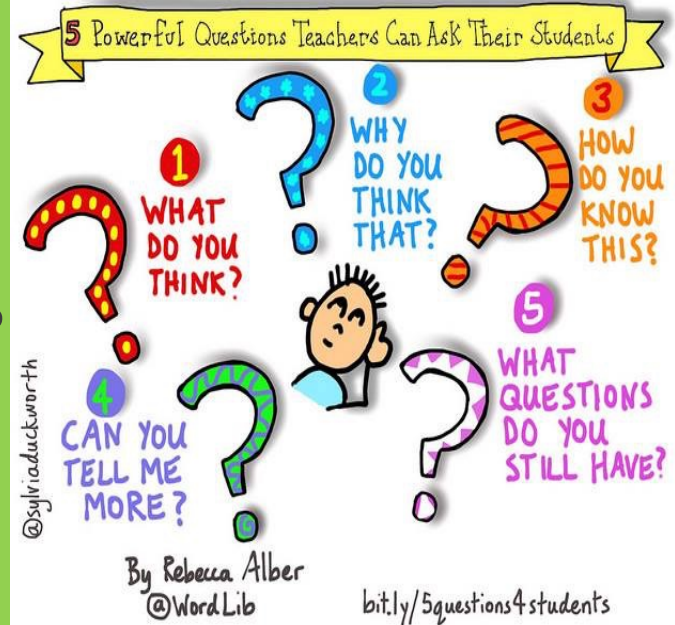 5 Powerful Questions Teachers Can Ask Their Students
1
WHAT
DO YOU
THINK?
2
WHY
DO YOU
THINK
THAT?
3
HOW
DO YOU
KNOW
THIS?
4
CAN YOU
TELL ME
MORE?
5
WHAT
QUESTIONS
DO YOU
STILL HAVE?
@sylviaduckworth
By Rebecca Alber
@WordLib
bit.ly/5questions4students